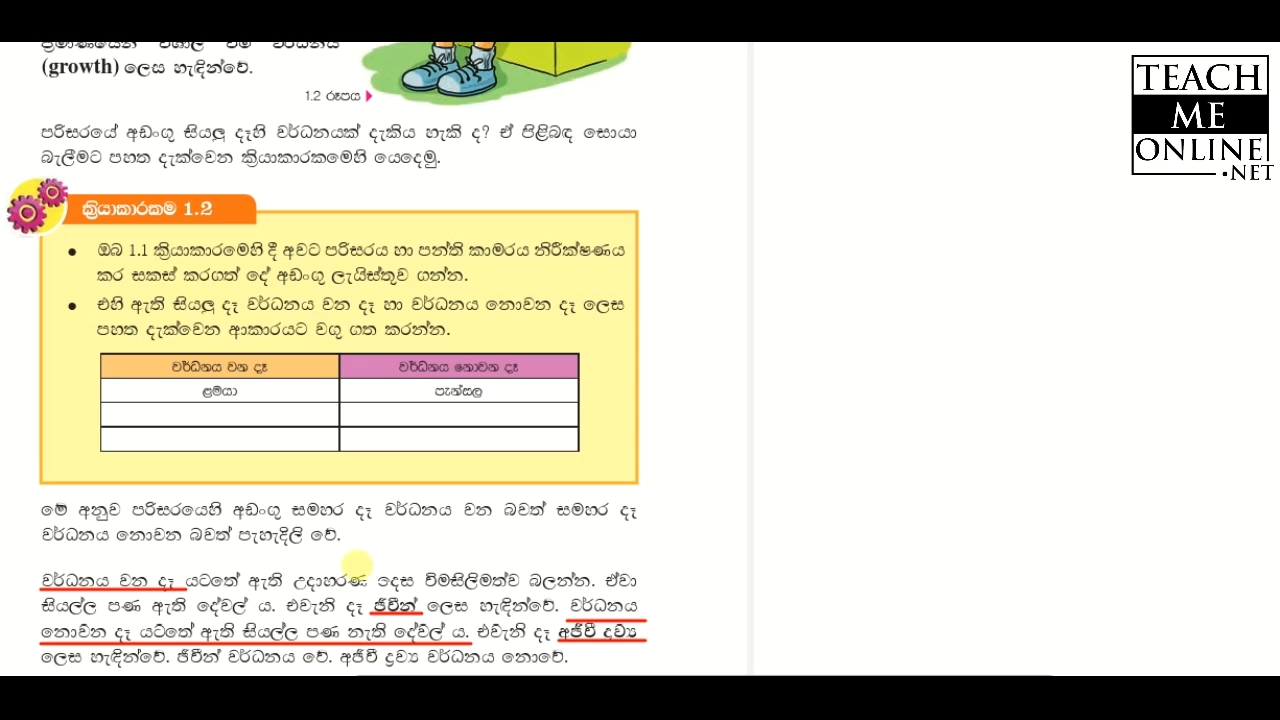 (growth) ලෙස හැඳින්වේ.
1.2 රූපය
පරිසරයේ අඩංගු සියලු දෑහි වර්ධනයක් දැකිය හැකි ද? ඒ පිළිබඳ සොයා
බැලීමට පහත දැක්වෙන ක්‍රියාකාරකමෙහි යෙදෙමු.
ක්‍රියාකාරකම 1.2
● ඔබ 1.1 ක්‍රියාකාරමෙහි දී අවට පරිසරය හා පන්ති කාමරය නිරීක්ෂණය
කර සකස් කරගත් දේ අඩංගු ලැයිස්තුව ගන්න.
● එහි ඇති සියලු දෑ වර්ධනය වන දෑ හා වර්ධනය නොවන දෑ ලෙස
පහත දැක්වෙන ආකාරයට වගු ගත කරන්න.
වර්ධනය වන දෑ වර්ධනය නොවන දෑ
ළමයා පැන්සල
මේ අනුව පරිසරයෙහි අඩංගු සමහර දෑ වර්ධනය වන බවත් සමහර දෑ
වර්ධනය නොවන බවත් පැහැදිලි වේ.
වර්ධනය වන දෑ යටතේ ඇති උදාහරණ දෙස විමසිලිමත්ව බලන්න. ඒවා
සියල්ල පණ ඇති දේවල් ය. එවැනි දෑ ජීවීන් ලෙස හැඳින්වේ. වර්ධනය
නොවන දෑ යටතේ ඇති සියල්ල පණ නැති දේවල් ය. එවැනි දෑ අජීවී ද්‍රව්‍ය
ලෙස හැඳින්වේ. ජීවීන් වර්ධනය වේ. අජීවී ද්‍රව්‍ය වර්ධනය නොවේ.
TEACH
ME
ONLINE
.NET